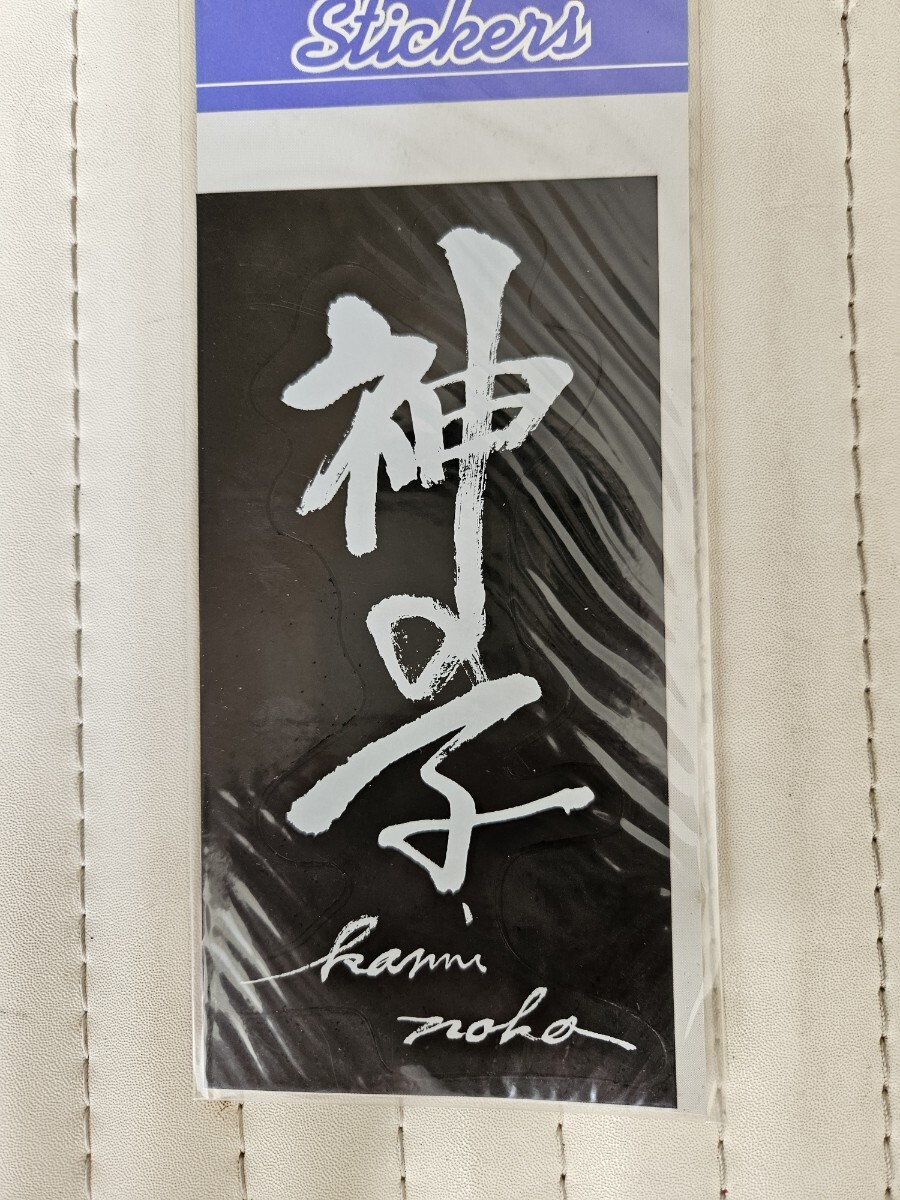 Stickers
神の子
kami
noko